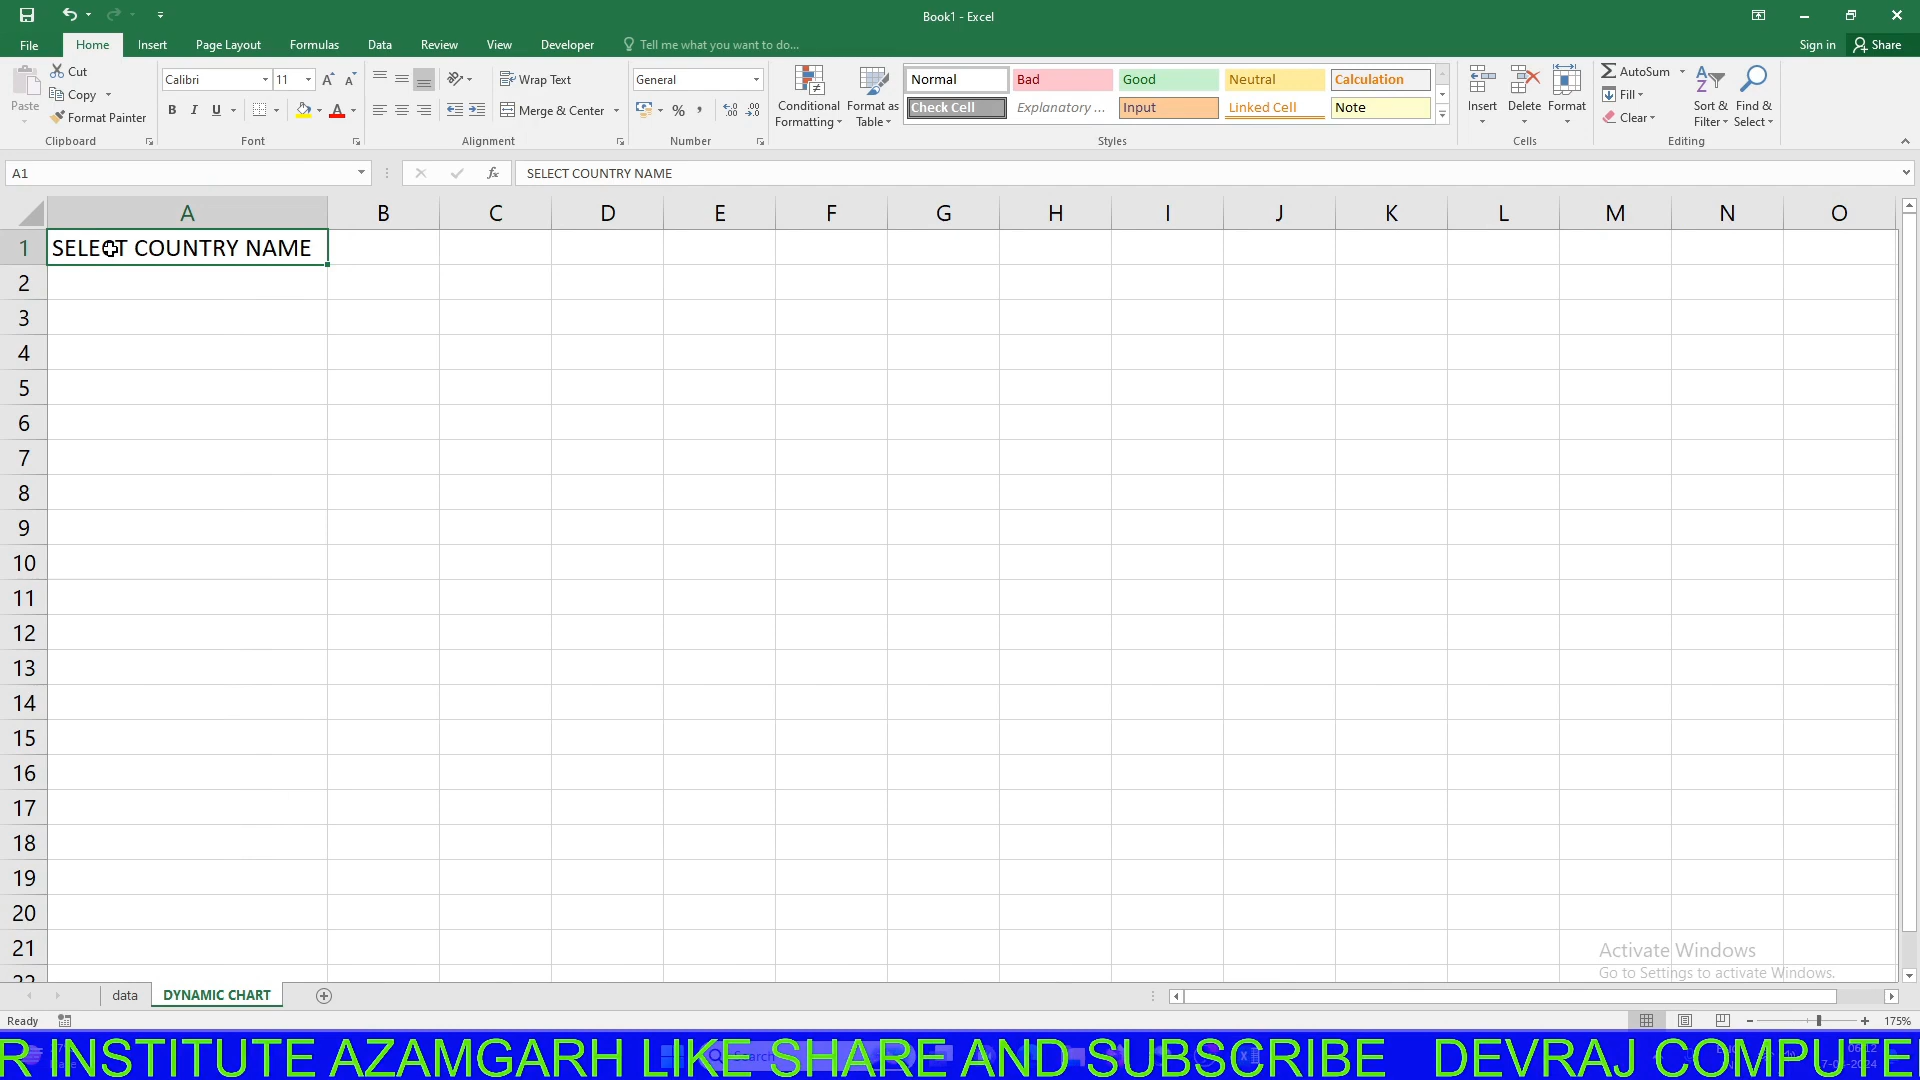 Book1 - Excel
File Home Insert Page Layout Formulas Data Review View Developer Tell me what you want to do... Sign in Share
Paste Cut Copy Format Painter Clipboard
Calibri 11 B I U Font
Wrap Text Merge & Center Alignment
General % , Number
Conditional Formatting Format as Table
Normal Bad Good Neutral Calculation
Check Cell Explanatory ... Input Linked Cell Note
Styles
Insert Delete Format Cells
AutoSum Fill Clear Sort & Filter Find & Select Editing
A1 fx SELECT COUNTRY NAME
A B C D E F G H I J K L M N O
1 SELECT COUNTRY NAME
2
3
4
5
6
7
8
9
10
11
12
13
14
15
16
17
18
19
20
21
22
Activate Windows
Go to Settings to activate Windows.
data DYNAMIC CHART
Ready 175%
Search
R INSTITUTE AZAMGARH LIKE SHARE AND SUBSCRIBE DEVRAJ COMPUTE